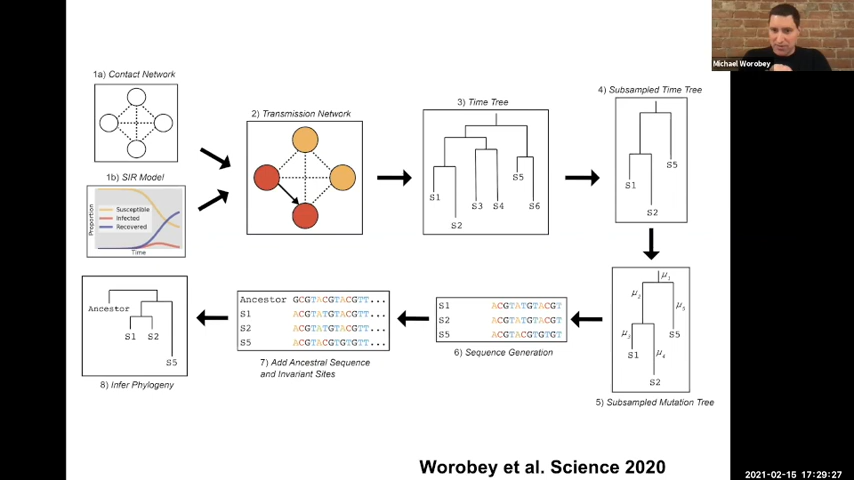 Michael Worobey
1a) Contact Network
1b) SIR Model
Proportion
Susceptible
Infected
Recovered
Time
2) Transmission Network
3) Time Tree
S1
S2
S3
S4
S5
S6
4) Subsampled Time Tree
S1
S2
S5
μ1
μ2
μ5
μ3
μ4
S1
S5
S2
5) Subsampled Mutation Tree
S1 ACGTATGTACGT
S2 ACGTATGTACGT
S5 ACGTACGTGTGT
6) Sequence Generation
Ancestor GCGTACGTACGTT...
S1 ACGTATGTACGTT...
S2 ACGTATGTACGTT...
S5 ACGTACGTGTGTT...
7) Add Ancestral Sequence
and Invariant Sites
Ancestor
S1 S2
S5
8) Infer Phylogeny
Worobey et al. Science 2020
2021-02-15 17:29:27